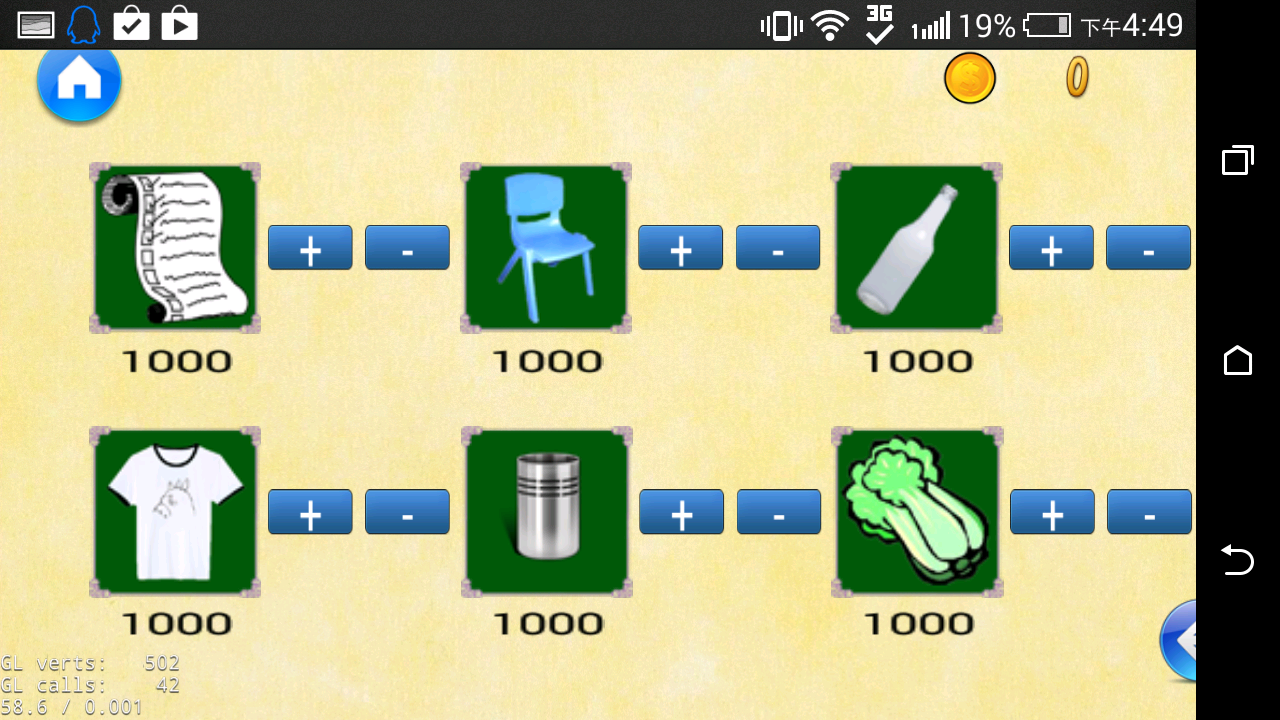 3G 19% 下午4:49
$ 0
+ - + - + -
1000 1000 1000
+ - + - + -
1000 1000 1000
GL verts: 502
GL calls: 42
58.6 / 0.001